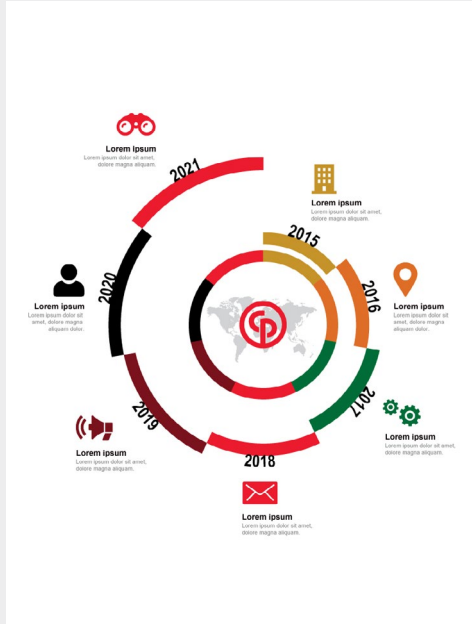 Lorem ipsum
Lorem ipsum dolor sit amet,
dolore magna aliquam.
2021
Lorem ipsum
Lorem ipsum dolor sit amet,
dolore magna aliquam.
2015
2020
Lorem ipsum
Lorem ipsum dolor sit
amet, dolore magna
aliquam dolor.
2016
Lorem ipsum
Lorem ipsum dolor sit
amet, dolore magna
aliquam dolor.
CP
2019
Lorem ipsum
Lorem ipsum dolor sit amet,
dolore magna aliquam.
2017
Lorem ipsum
Lorem ipsum dolor sit amet,
dolore magna aliquam.
2018
Lorem ipsum
Lorem ipsum dolor sit amet,
dolore magna aliquam.